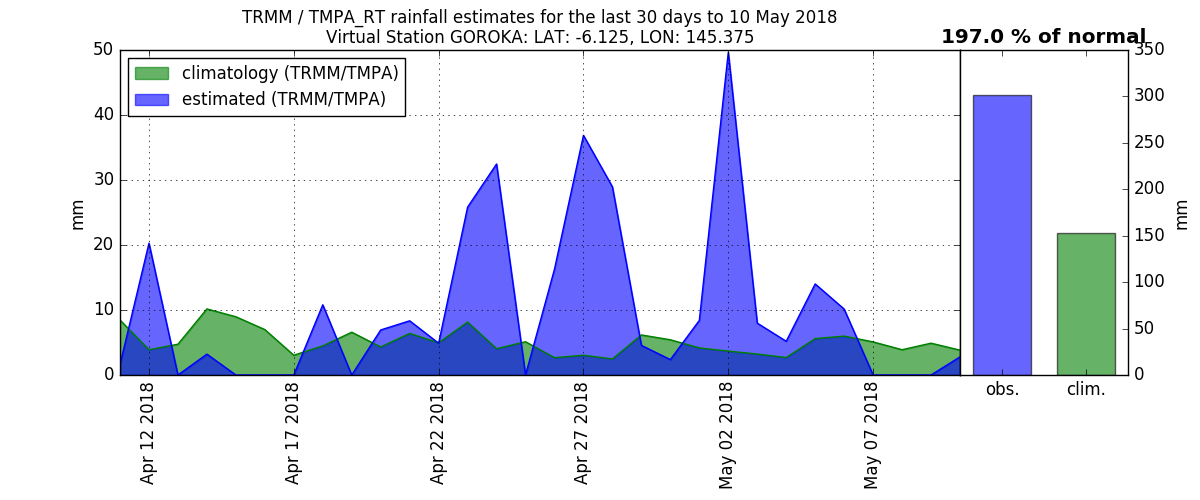 TRMM / TMPA_RT rainfall estimates for the last 30 days to 10 May 2018
Virtual Station GOROKA: LAT: -6.125, LON: 145.375
197.0 % of normal
climatology (TRMM/TMPA)
estimated (TRMM/TMPA)
50
40
30
20
10
0
mm
Apr 12 2018
Apr 17 2018
Apr 22 2018
Apr 27 2018
May 02 2018
May 07 2018
350
300
250
200
150
100
50
0
mm
obs.
clim.